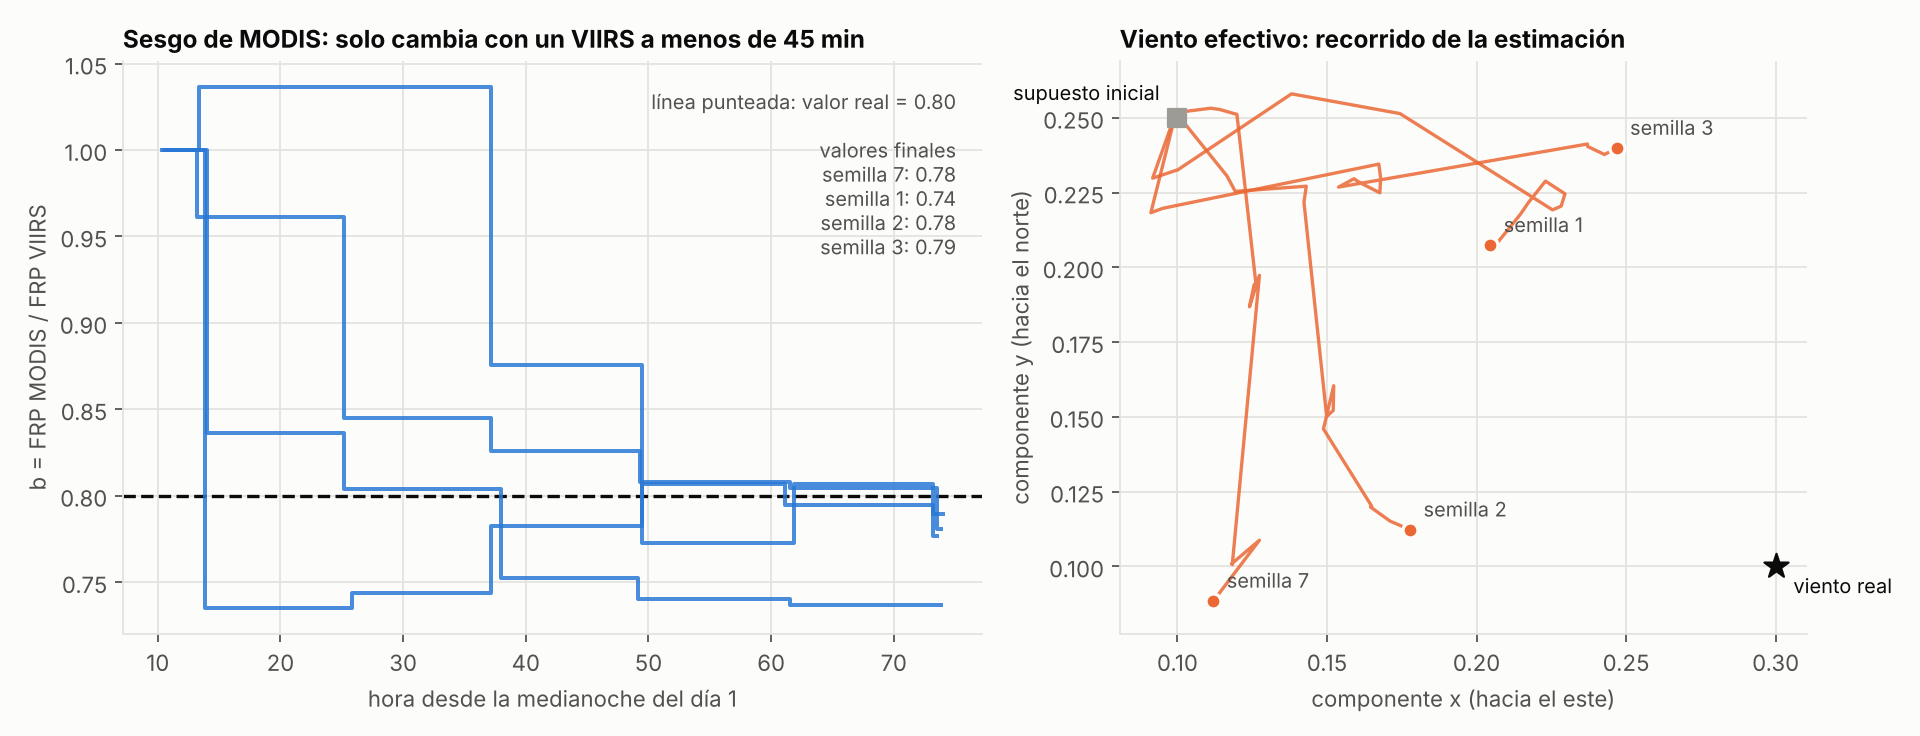 Sesgo de MODIS: solo cambia con un VIIRS a menos de 45 min
1.05
1.00
0.95
0.90
0.85
0.80
0.75
b = FRP MODIS / FRP VIIRS
línea punteada: valor real = 0.80
valores finales
semilla 7: 0.78
semilla 1: 0.74
semilla 2: 0.78
semilla 3: 0.79
10
20
30
40
50
60
70
hora desde la medianoche del día 1
Viento efectivo: recorrido de la estimación
supuesto inicial
0.250
0.225
0.200
0.175
0.150
0.125
0.100
componente y (hacia el norte)
semilla 3
semilla 1
semilla 2
semilla 7
viento real
0.10
0.15
0.20
0.25
0.30
componente x (hacia el este)